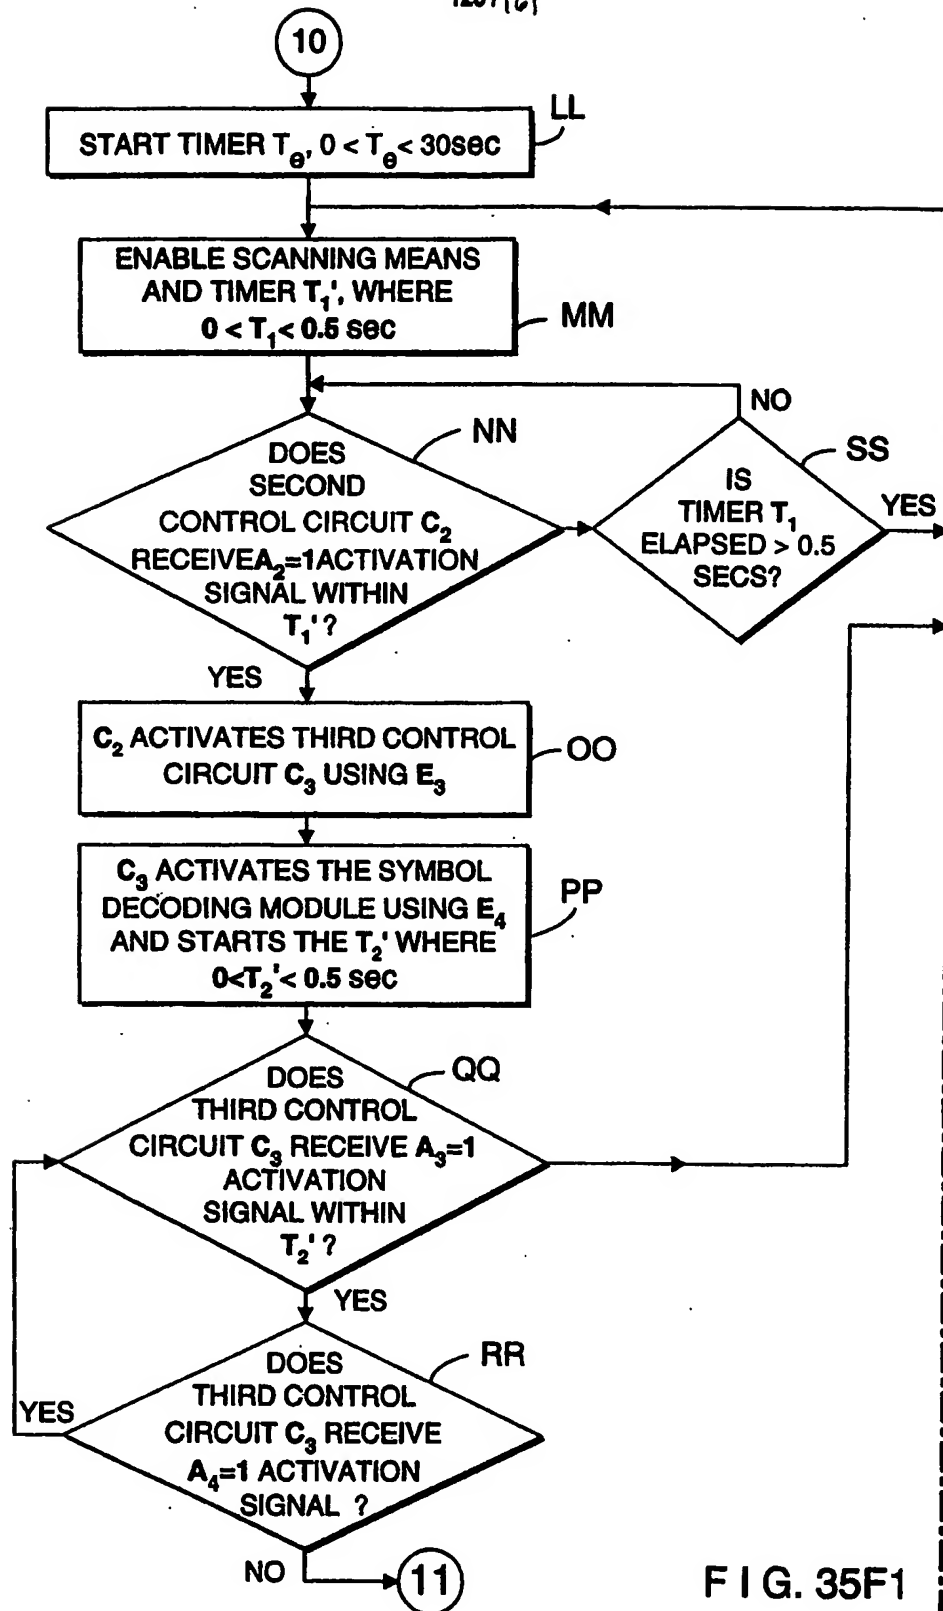 10
START TIMER Te, 0 < Te < 30sec
LL
ENABLE SCANNING MEANS
AND TIMER T1', WHERE
0 < T1 < 0.5 sec
MM
DOES
SECOND
CONTROL CIRCUIT C2
RECEIVEA2=1ACTIVATION
SIGNAL WITHIN
T1' ?
NN
NO
IS
TIMER T1
ELAPSED > 0.5
SECS?
SS
YES
YES
C2 ACTIVATES THIRD CONTROL
CIRCUIT C3 USING E3
OO
C3 ACTIVATES THE SYMBOL
DECODING MODULE USING E4
AND STARTS THE T2' WHERE
0<T2'< 0.5 sec
PP
DOES
THIRD CONTROL
CIRCUIT C3 RECEIVE A3=1
ACTIVATION
SIGNAL WITHIN
T2' ?
QQ
YES
DOES
THIRD CONTROL
CIRCUIT C3 RECEIVE
A4=1 ACTIVATION
SIGNAL ?
RR
YES
NO
11
FIG. 35F1